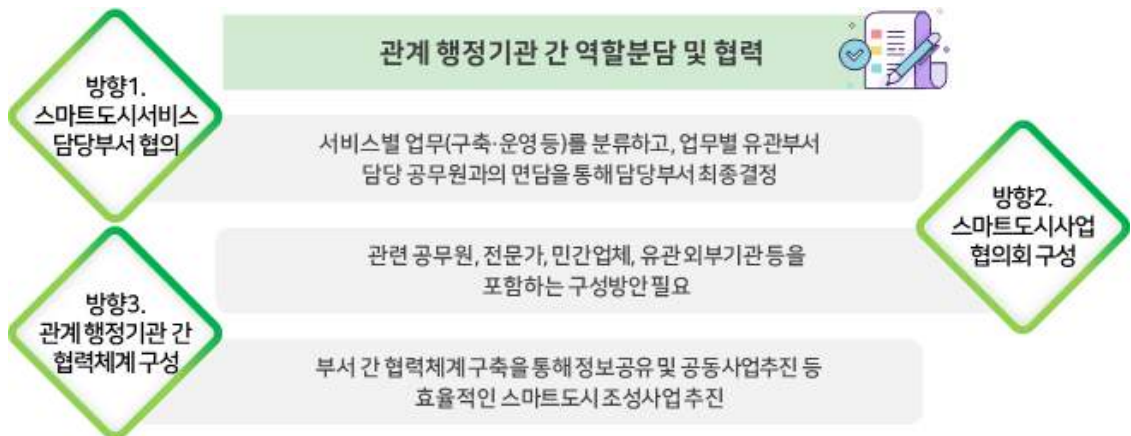 관계 행정기관 간 역할분담 및 협력
방향1.
스마트도시서비스
담당부서 협의
서비스별 업무(구축·운영 등)를 분류하고, 업무별 유관부서
담당 공무원과의 면담을 통해 담당부서 최종결정
방향2.
스마트도시사업
협의회 구성
관련 공무원, 전문가, 민간업체, 유관 외부기관 등을
포함하는 구성방안 필요
방향3.
관계 행정기관 간
협력체계 구성
부서 간 협력체계 구축을 통해 정보공유 및 공동사업추진 등
효율적인 스마트도시 조성사업 추진